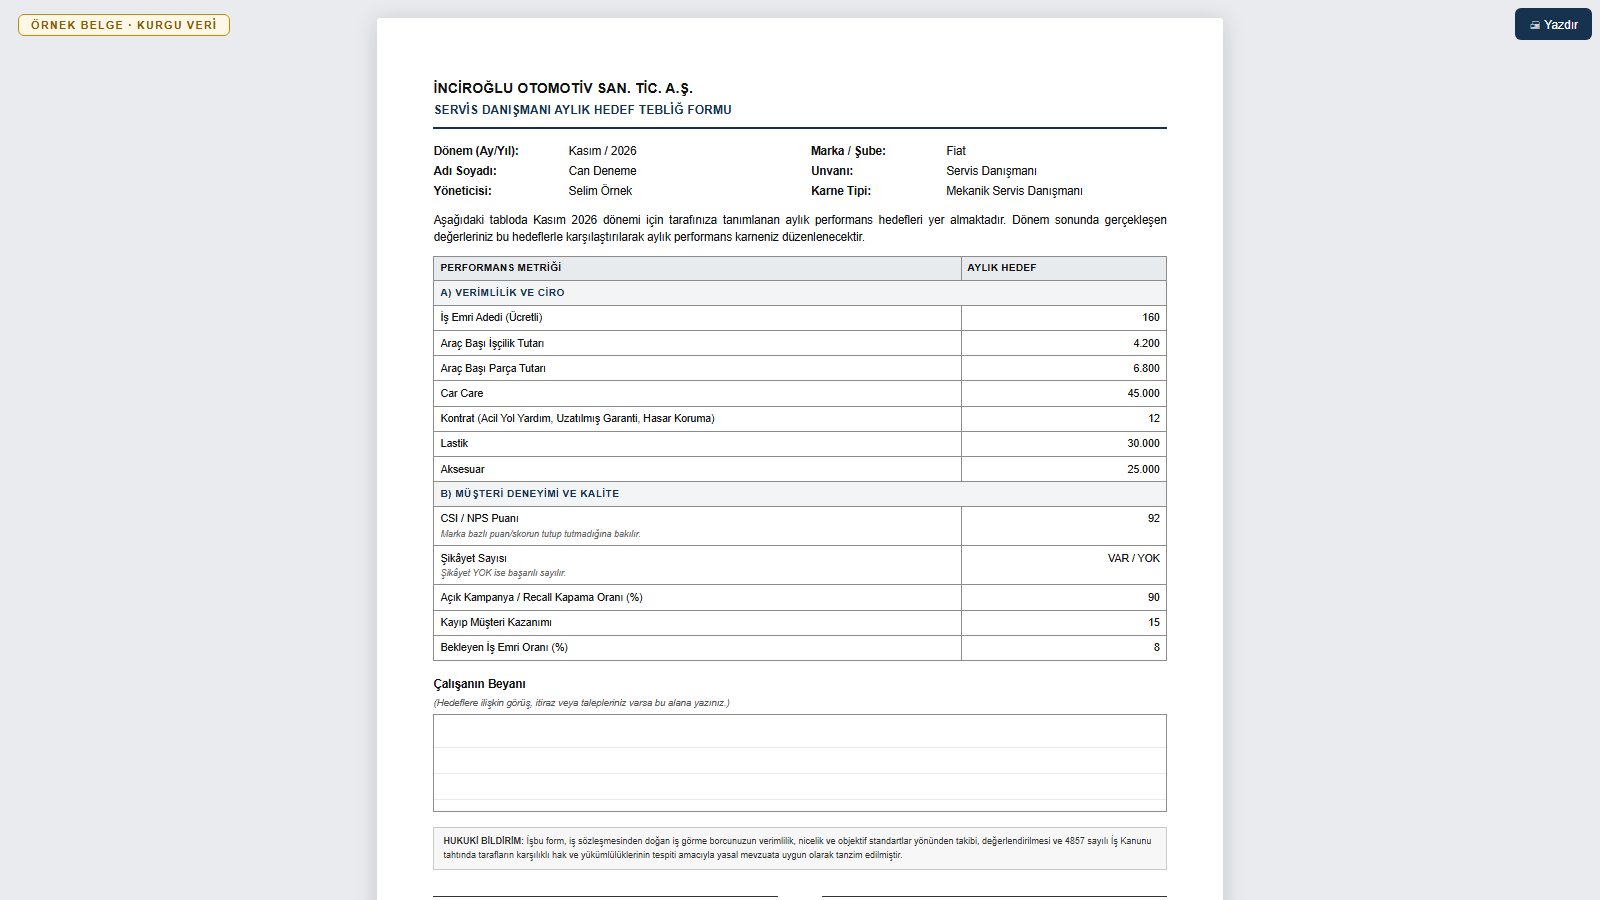 ÖRNEK BELGE · KURGU VERİ
Yazdır
İNCİROĞLU OTOMOTİV SAN. TİC. A.Ş.
SERVİS DANIŞMANI AYLIK HEDEF TEBLİĞ FORMU
Dönem (Ay/Yıl): Kasım / 2026 Marka / Şube: Fiat
Adı Soyadı: Can Deneme Unvanı: Servis Danışmanı
Yöneticisi: Selim Örnek Karne Tipi: Mekanik Servis Danışmanı
Aşağıdaki tabloda Kasım 2026 dönemi için tarafınıza tanımlanan aylık performans hedefleri yer almaktadır. Dönem sonunda gerçekleşen
değerleriniz bu hedeflerle karşılaştırılarak aylık performans karneniz düzenlenecektir.
PERFORMANS METRİĞİ AYLIK HEDEF
A) VERİMLİLİK VE CİRO
İş Emri Adedi (Ücretli) 160
Araç Başı İşçilik Tutarı 4.200
Araç Başı Parça Tutarı 6.800
Car Care 45.000
Kontrat (Acil Yol Yardım, Uzatılmış Garanti, Hasar Koruma) 12
Lastik 30.000
Aksesuar 25.000
B) MÜŞTERİ DENEYİMİ VE KALİTE
CSI / NPS Puanı 92
Marka bazlı puan/skorun tutup tutmadığına bakılır.
Şikâyet Sayısı VAR / YOK
Şikâyet YOK ise başarılı sayılır.
Açık Kampanya / Recall Kapama Oranı (%) 90
Kayıp Müşteri Kazanımı 15
Bekleyen İş Emri Oranı (%) 8
Çalışanın Beyanı
(Hedeflere ilişkin görüş, itiraz veya talepleriniz varsa bu alana yazınız.)
HUKUKİ BİLDİRİM: İşbu form, iş sözleşmesinden doğan iş görme borcunuzun verimlilik, nicelik ve objektif standartlar yönünden takibi, değerlendirilmesi ve 4857 sayılı İş Kanunu
tahtında tarafların karşılıklı hak ve yükümlülüklerinin tespiti amacıyla yasal mevzuata uygun olarak tanzim edilmiştir.